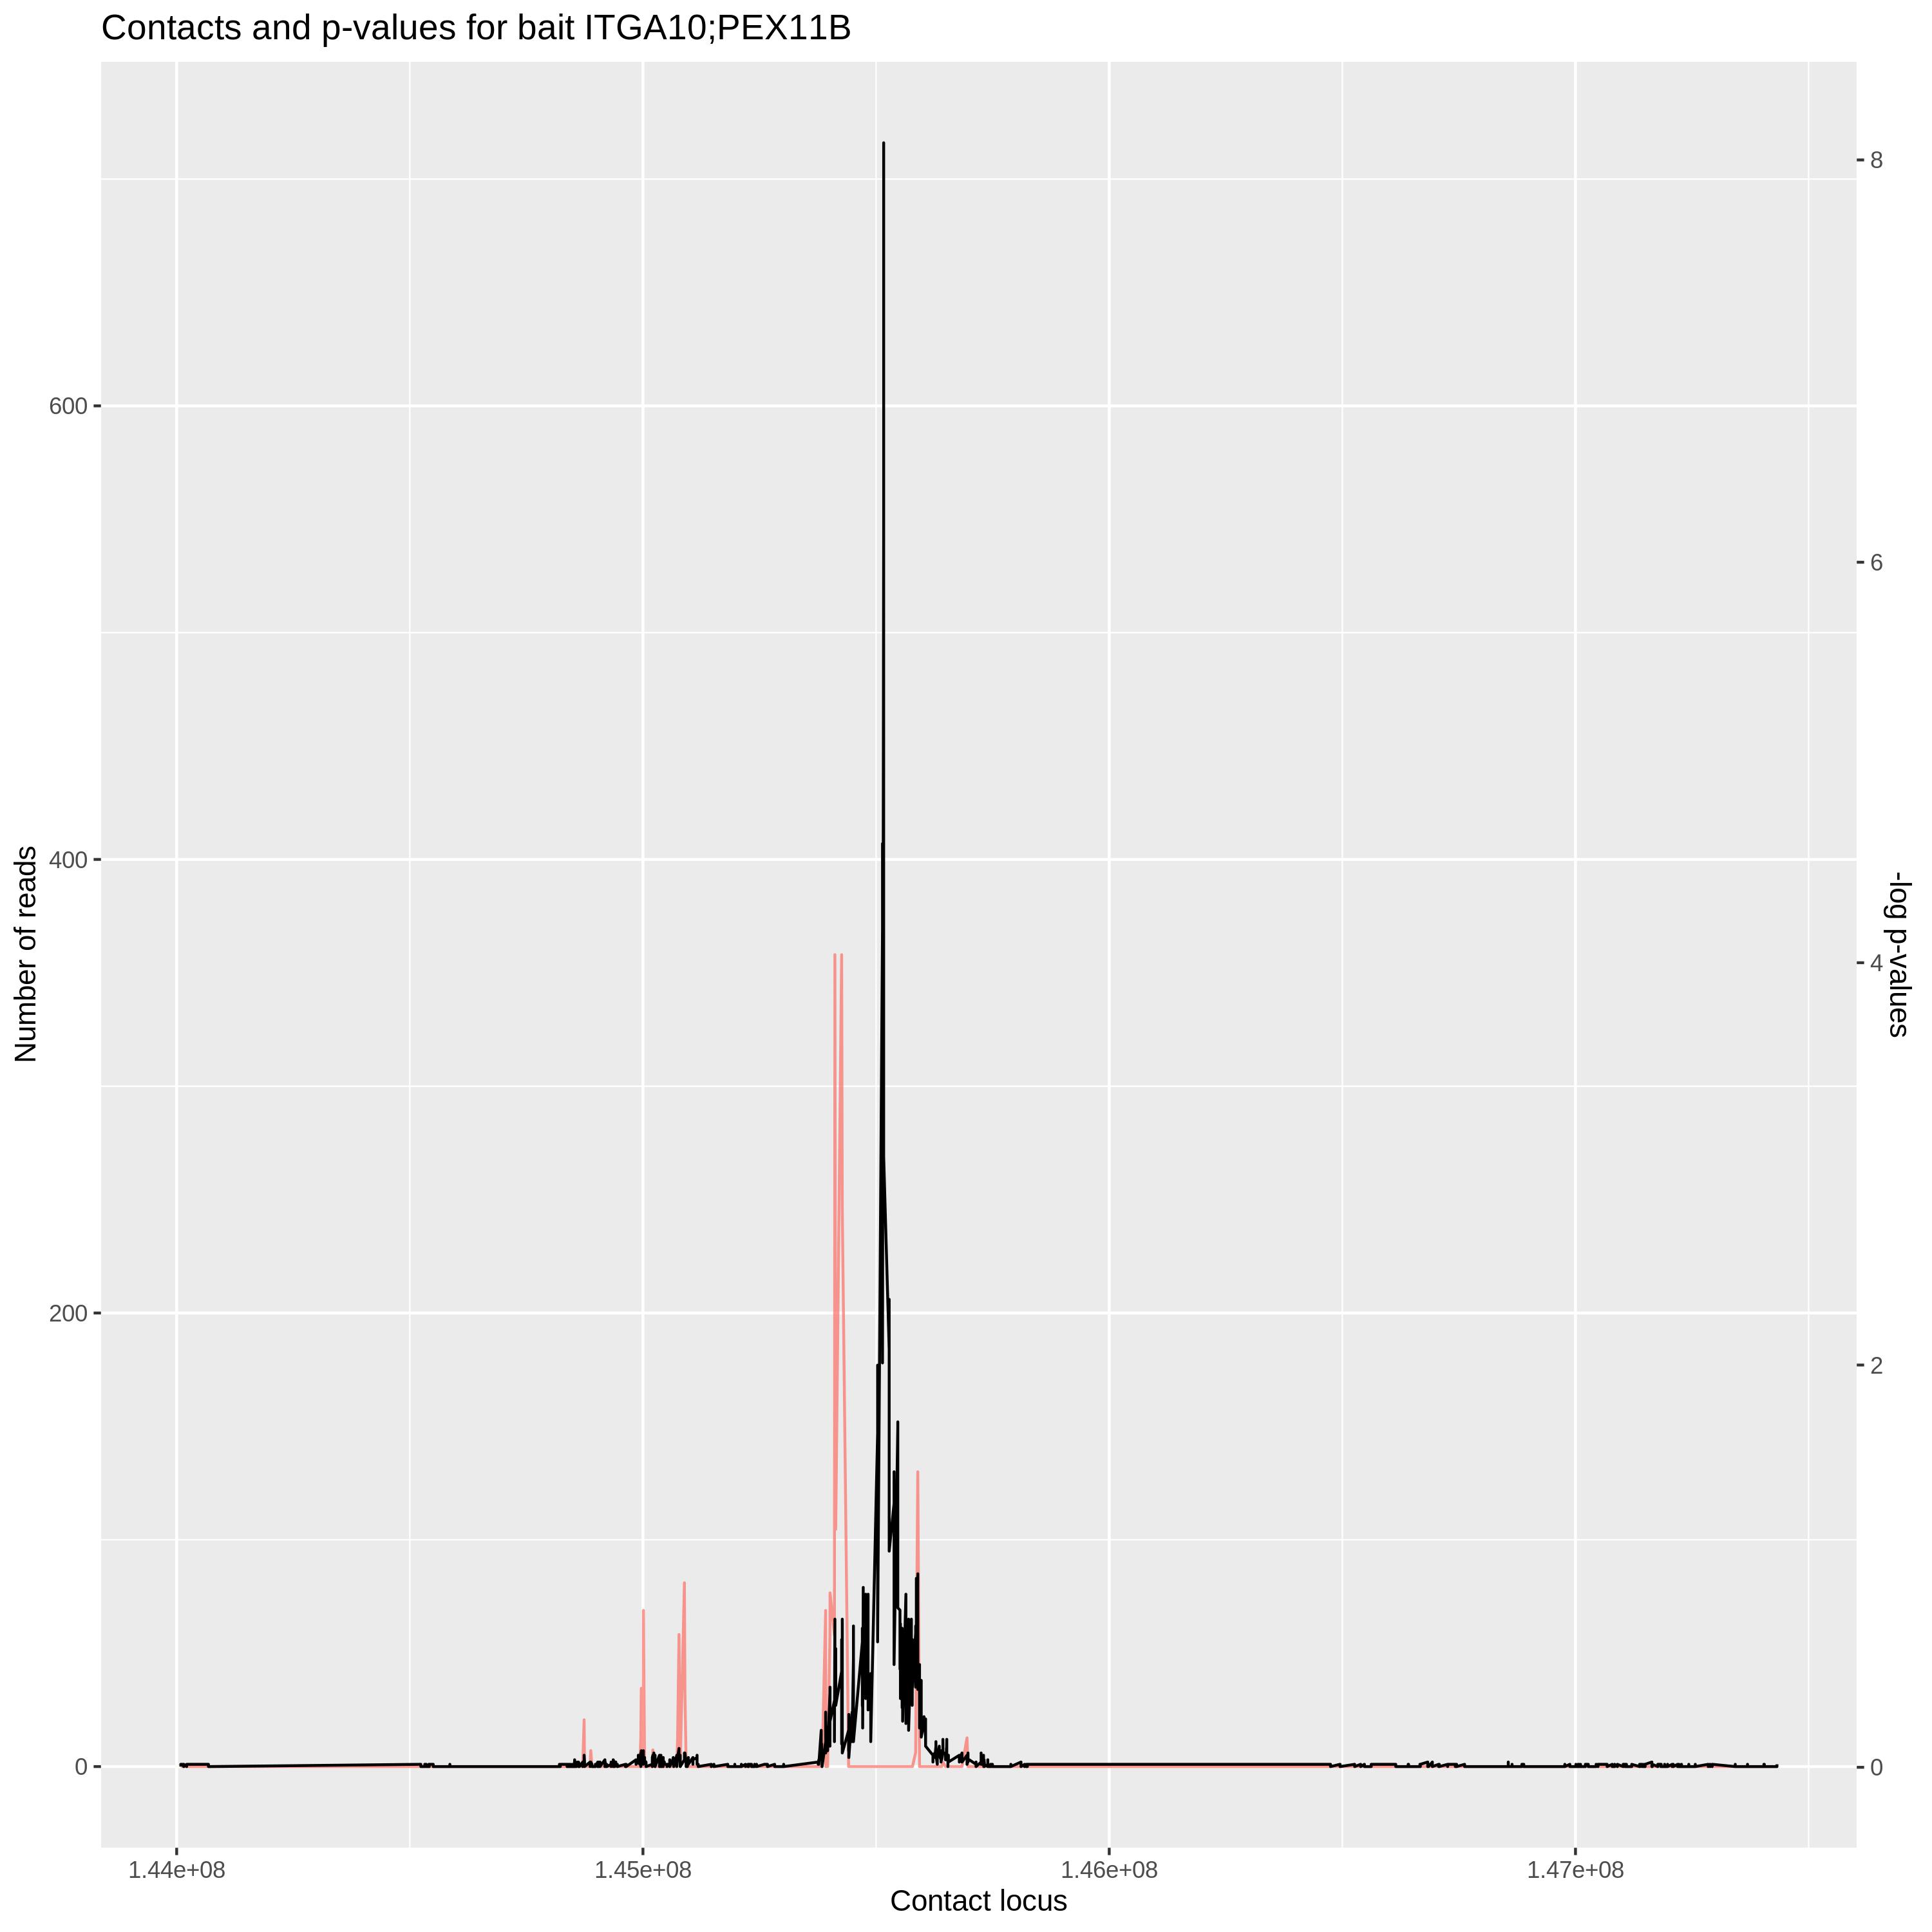 Contacts and p-values for bait ITGA10;PEX11B
Number of reads
600
400
200
0
8
6
4
2
0
-log p-values
1.44e+08
1.45e+08
1.46e+08
1.47e+08
Contact locus